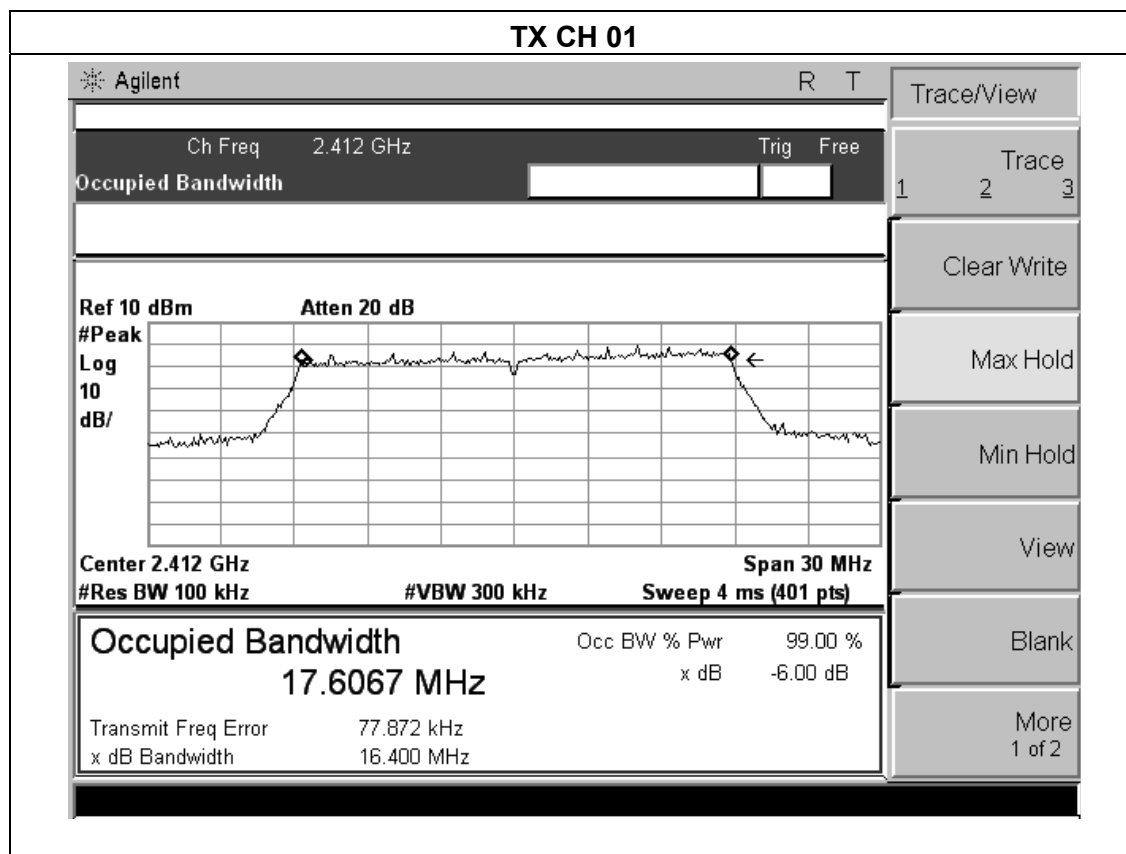 TX CH 01
Agilent R T
Trace/View
Ch Freq 2.412 GHz Trig Free
Occupied Bandwidth
Trace
1 2 3
Clear Write
Ref 10 dBm Atten 20 dB
#Peak
Log
10
dB/
Max Hold
Min Hold
Center 2.412 GHz Span 30 MHz
#Res BW 100 kHz #VBW 300 kHz Sweep 4 ms (401 pts)
View
Occupied Bandwidth
17.6067 MHz
Occ BW % Pwr 99.00 %
x dB -6.00 dB
Blank
Transmit Freq Error 77.872 kHz
x dB Bandwidth 16.400 MHz
More
1 of 2